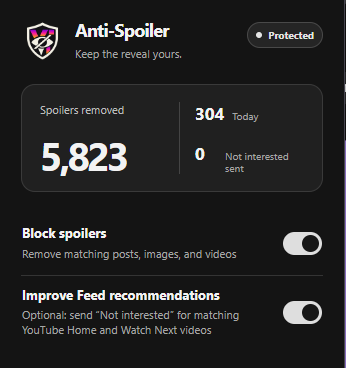 Anti-Spoiler
Keep the reveal yours.
Protected
Spoilers removed
5,823
304 Today
0 Not interested
sent
Block spoilers
Remove matching posts, images, and videos
Improve Feed recommendations
Optional: send “Not interested” for matching
YouTube Home and Watch Next videos